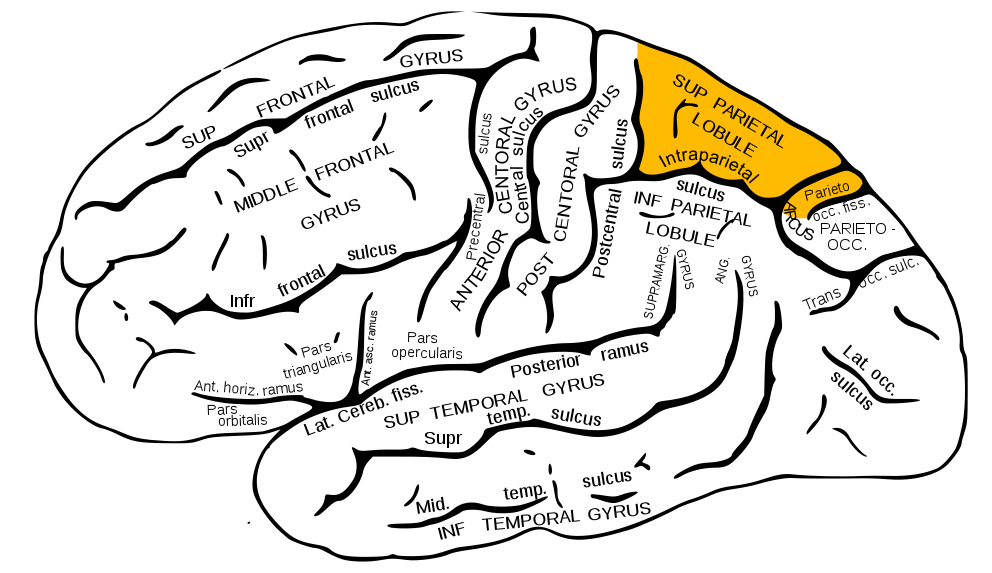 SUP FRONTAL GYRUS
Supr frontal sulcus
MIDDLE FRONTAL
GYRUS
Infr frontal sulcus
Precentral sulcus
ANTERIOR CENTORAL GYRUS
Central sulcus
POST CENTORAL GYRUS
Postcentral sulcus
SUP PARIETAL
LOBULE
Intraparietal
sulcus
INF PARIETAL
LOBULE
SUPRAMARG.
GYRUS
ANG.
GYRUS
Parieto
occ. fiss.
ARCUS
PARIETO -
OCC.
Trans occ. sulc.
Lat. occ.
sulcus
Pars
triangularis
Ant. asc. ramus
Pars
opercularis
Ant. horiz. ramus
Pars
orbitalis
Lat. Cereb. fiss.
Posterior ramus
SUP TEMPORAL GYRUS
Supr temp. sulcus
Mid. temp. sulcus
INF TEMPORAL GYRUS